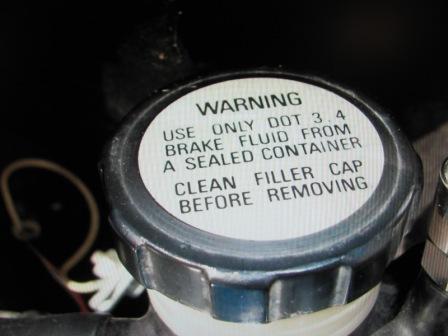 WARNING
USE ONLY DOT 3.4
BRAKE FLUID FROM
A SEALED CONTAINER
CLEAN FILLER CAP
BEFORE REMOVING